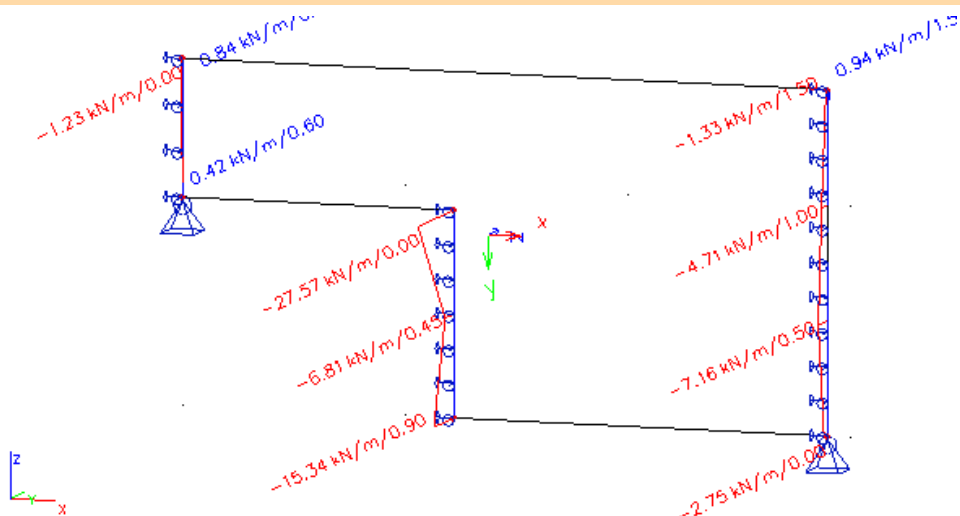 0.84 kN/m/0.
-1.23 kN/m/0.00
0.42 kN/m/0.60
0.94 kN/m/1.5
-1.33 kN/m/1.50
-4.71 kN/m/1.00
-7.16 kN/m/0.50
-2.75 kN/m/0.00
-27.57 kN/m/0.00
-6.81 kN/m/0.45
-15.34 kN/m/0.90
x
y
z
Y
x